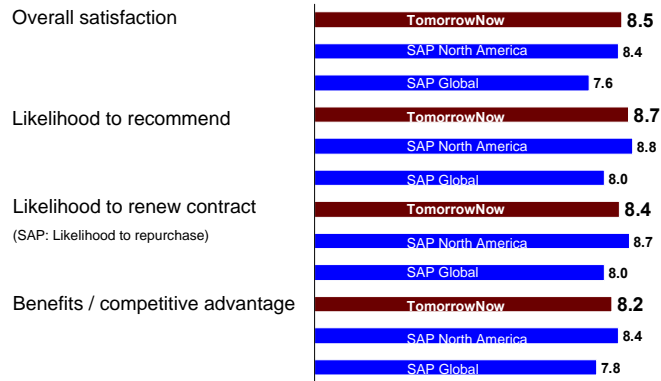 Overall satisfaction
TomorrowNow 8.5
SAP North America 8.4
SAP Global 7.6
Likelihood to recommend
TomorrowNow 8.7
SAP North America 8.8
SAP Global 8.0
Likelihood to renew contract
(SAP: Likelihood to repurchase)
TomorrowNow 8.4
SAP North America 8.7
SAP Global 8.0
Benefits / competitive advantage
TomorrowNow 8.2
SAP North America 8.4
SAP Global 7.8